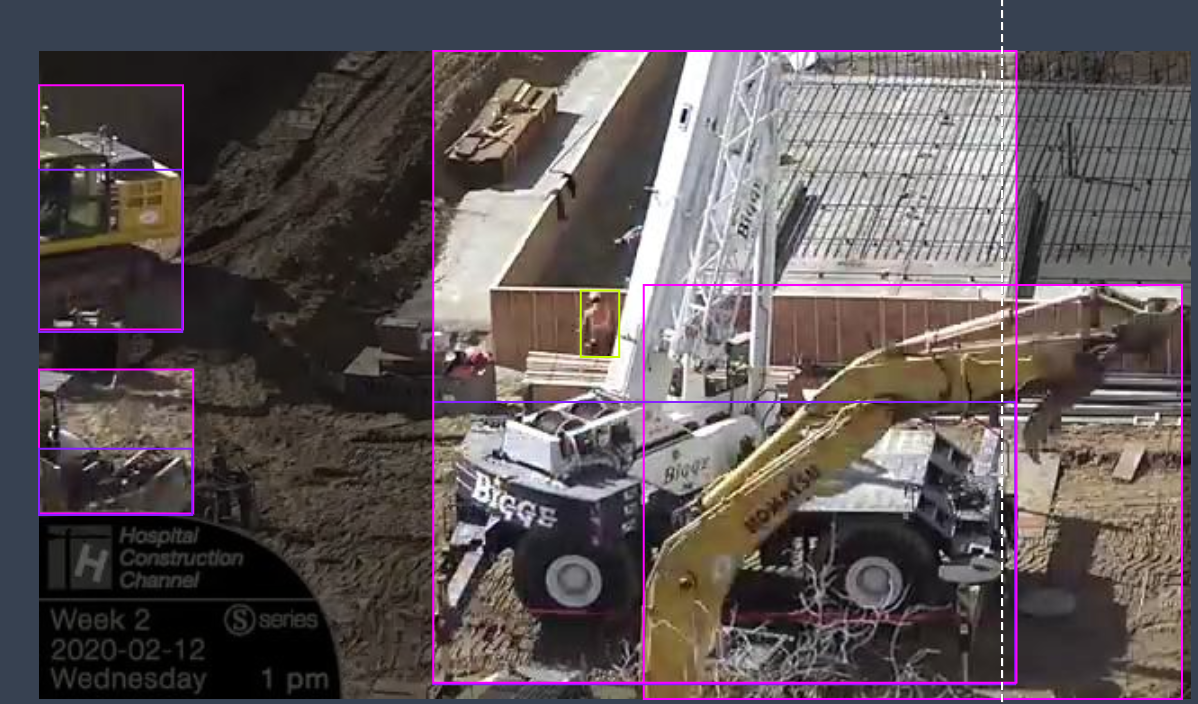 Bigge
Bigge
BIGGE
KOMATSU
H
Hospital
Construction
Channel
Week 2
S series
2020-02-12
Wednesday
1 pm